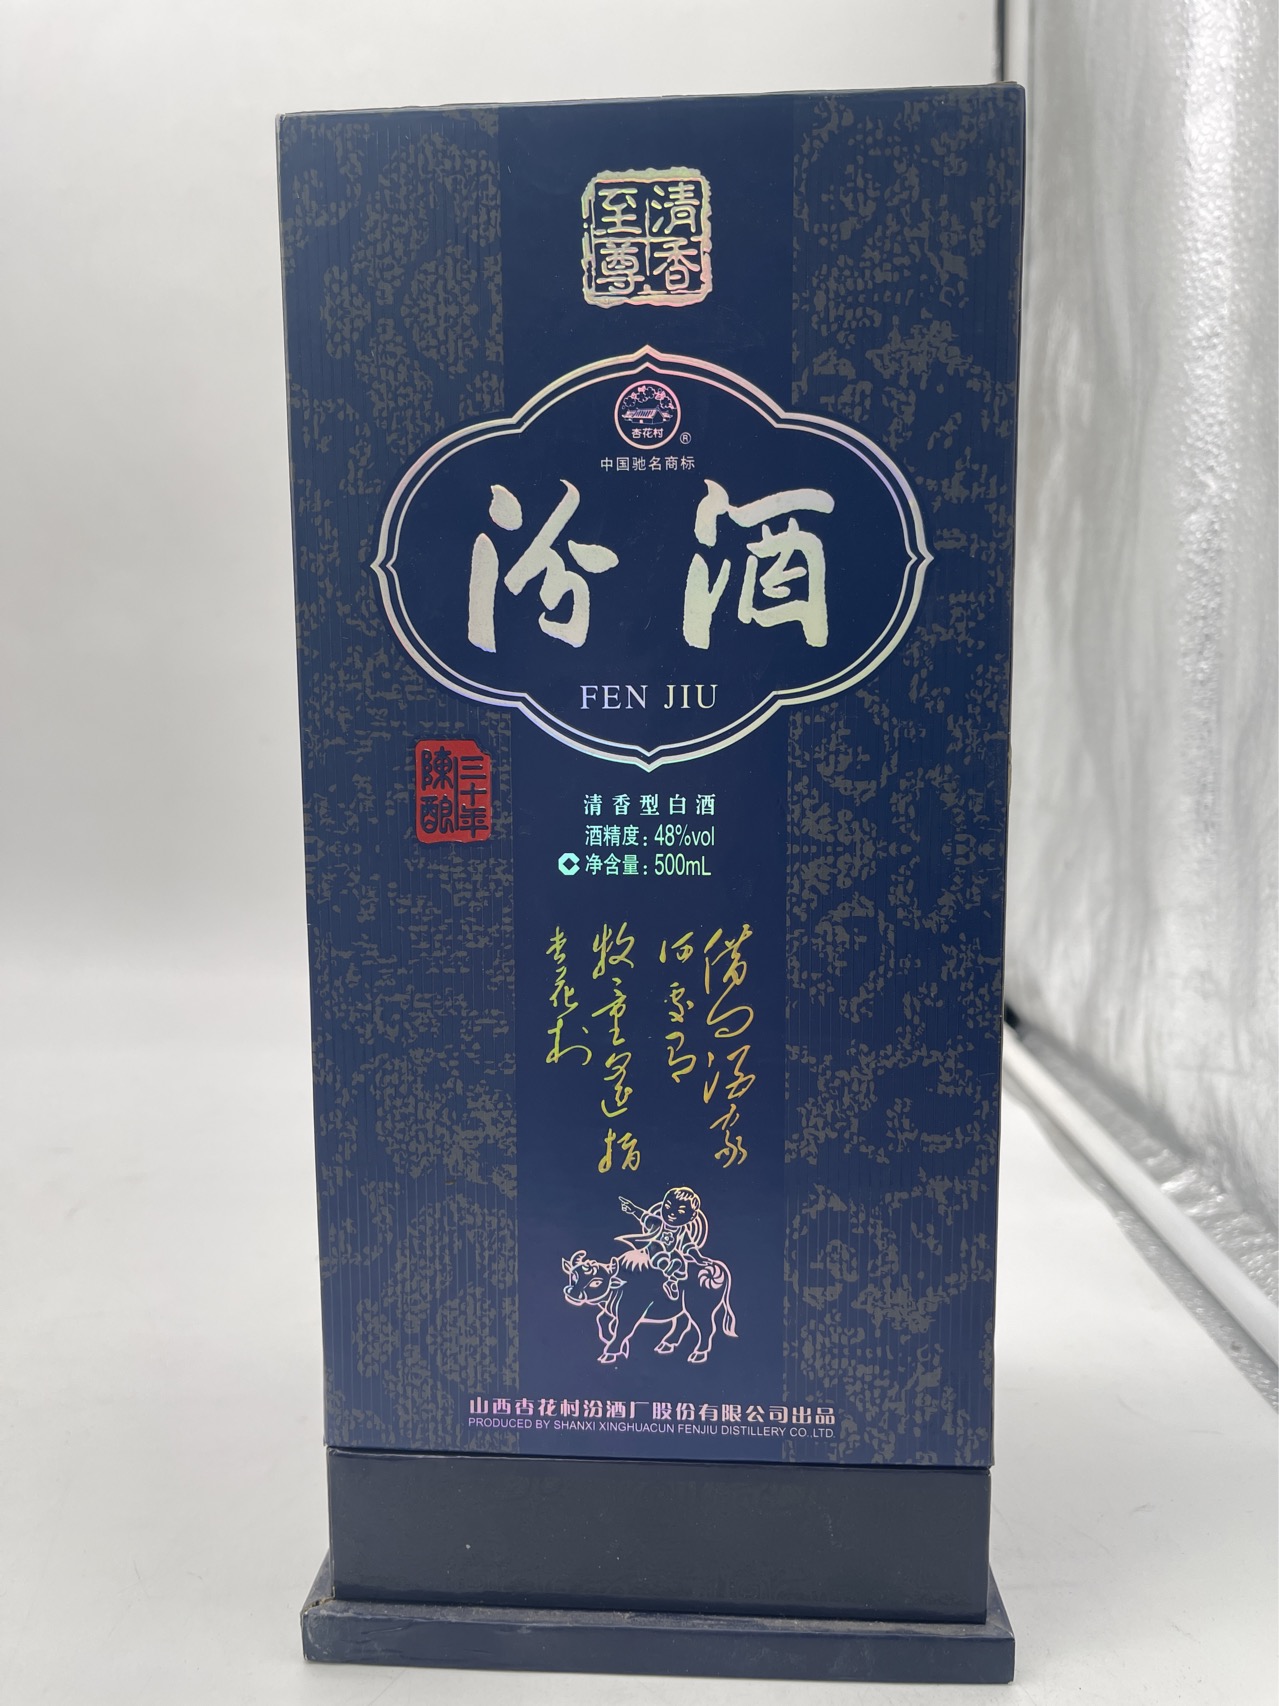 清香
至尊
杏花村
®
中国驰名商标
汾酒
FEN JIU
三十年
陳釀
清香型白酒
酒精度：48%vol
净含量：500mL
借问酒家
何处有
牧童遥指
杏花村
山西杏花村汾酒厂股份有限公司出品
PRODUCED BY SHANXI XINGHUACUN FENJIU DISTILLERY CO.,LTD.